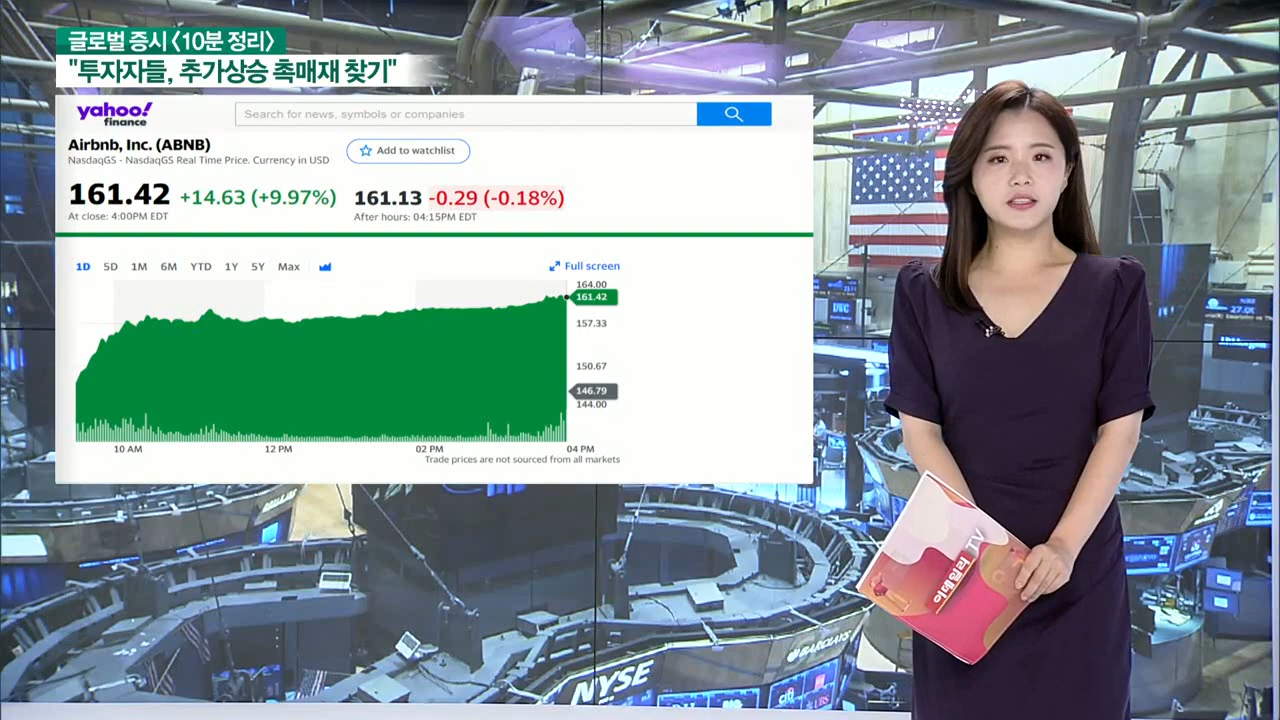 글로벌 증시 〈10분 정리〉
"투자자들, 추가상승 촉매재 찾기"
yahoo!
finance
Search for news, symbols or companies
Airbnb, Inc. (ABNB)
NasdaqGS - NasdaqGS Real Time Price. Currency in USD
Add to watchlist
161.42 +14.63 (+9.97%) 161.13 -0.29 (-0.18%)
At close: 4:00PM EDT
After hours: 04:15PM EDT
1D 5D 1M 6M YTD 1Y 5Y Max
Full screen
164.00
161.42
157.33
150.67
146.79
144.00
10 AM 12 PM 02 PM 04 PM
Trade prices are not sourced from all markets
NYSE
BARCLAYS
citi